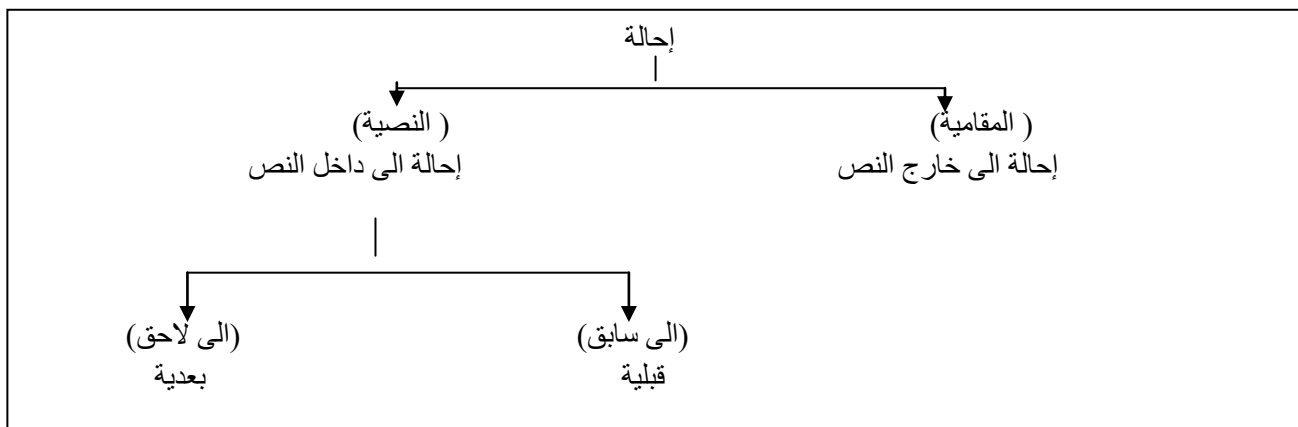 إحالة
( المقامية) ( النصية)
إحالة الى خارج النص إحالة الى داخل النص
(الى سابق) (الى لاحق)
قبلية بعدية